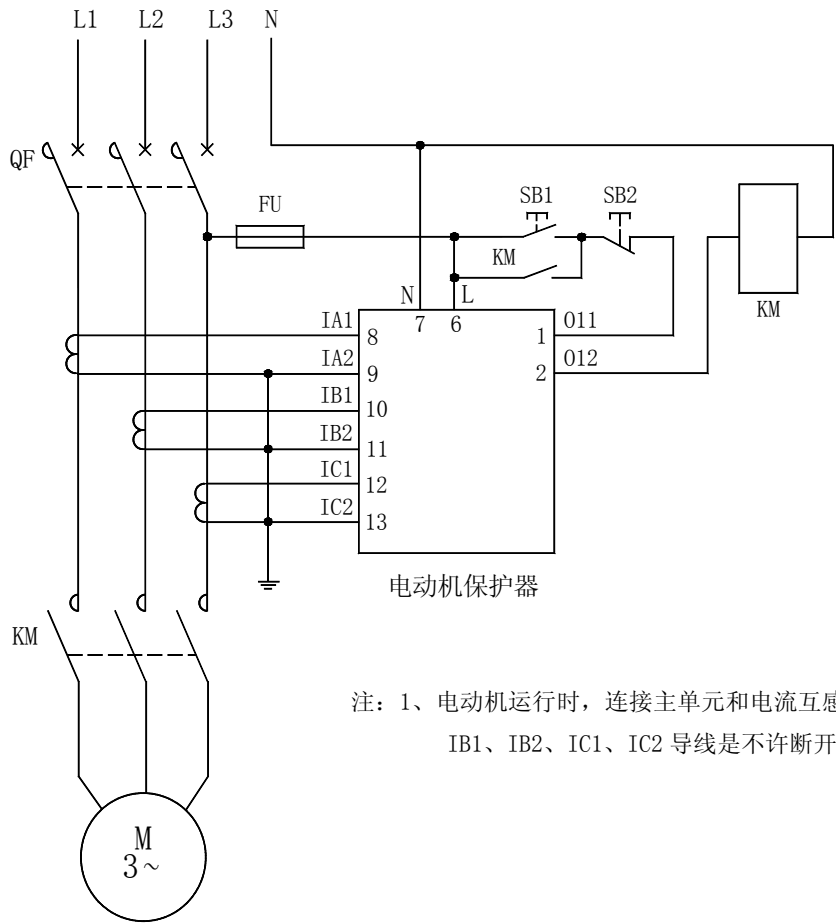 L1 L2 L3 N
QF
FU
SB1 SB2
KM
KM
N L
7 6
IA1 8
1 O11
IA2 9
2 O12
IB1 10
IB2 11
IC1 12
IC2 13
电动机保护器
KM
注：1、电动机运行时，连接主单元和电流互感
IB1、IB2、IC1、IC2 导线是不许断开
M
3~